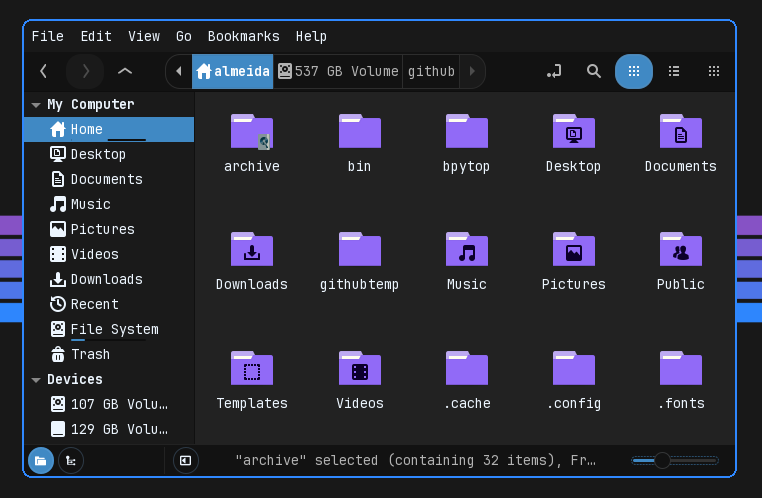 File Edit View Go Bookmarks Help
almeida 537 GB Volume github
My Computer
Home
Desktop
Documents
Music
Pictures
Videos
Downloads
Recent
File System
Trash
Devices
107 GB Volu…
129 GB Volu…
archive bin bpytop Desktop Documents
Downloads githubtemp Music Pictures Public
Templates Videos .cache .config .fonts
"archive" selected (containing 32 items), Fr…